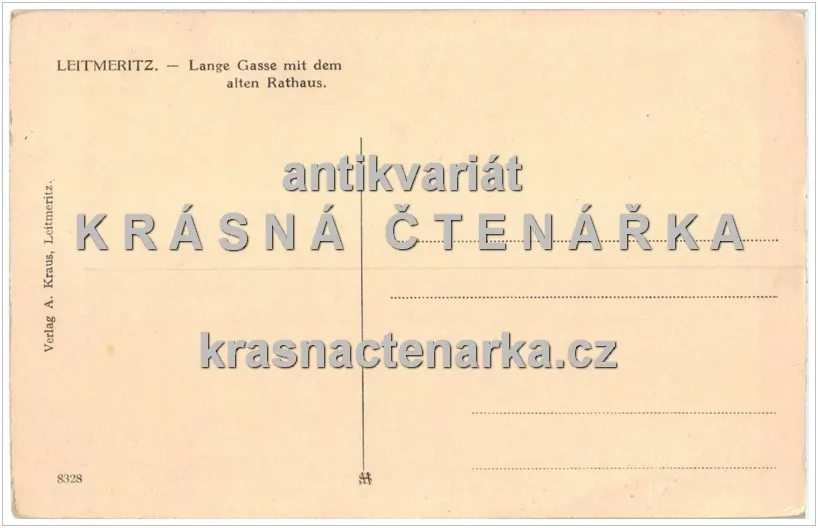 LEITMERITZ. — Lange Gasse mit dem
alten Rathaus.
antikvariát
KRÁSNÁ ČTENÁŘKA
krasnactenarka.cz
Verlag A. Kraus, Leitmeritz.
8328